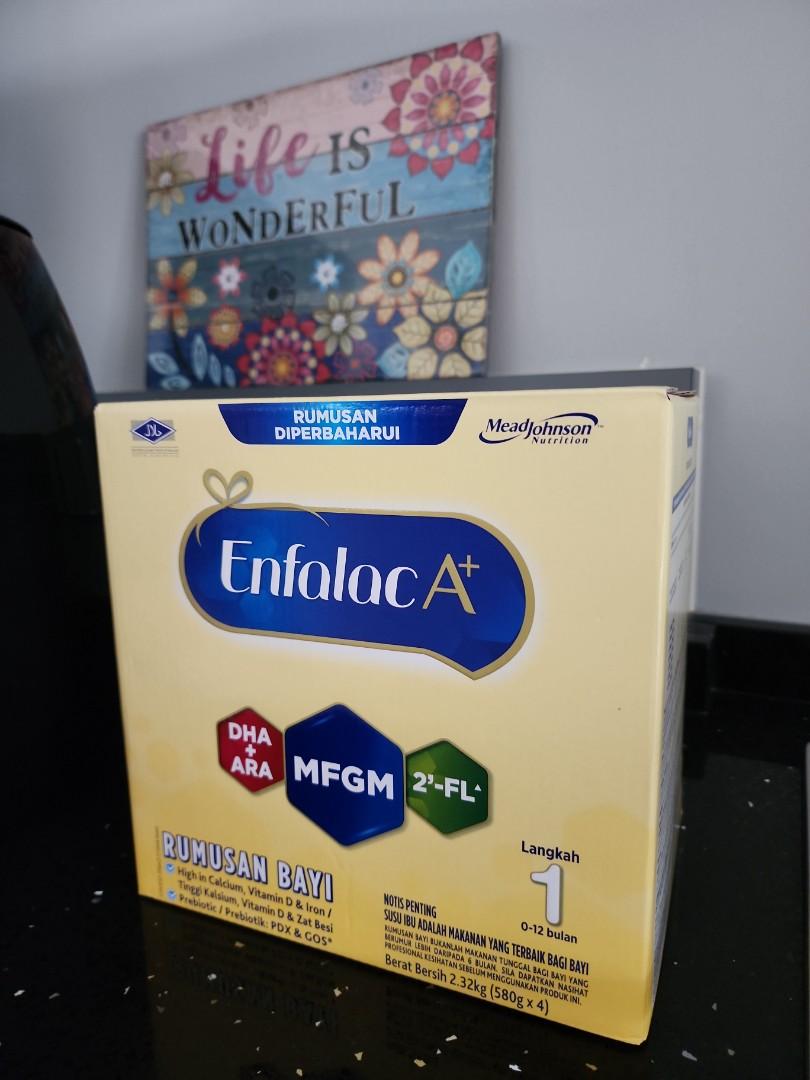 Life IS
WONDERFUL
RUMUSAN
DIPERBAHARUI
MeadJohnson™
Nutrition
Enfalac A+
DHA
+
ARA
MFGM
2'-FL▲
RUMUSAN BAYI
High in Calcium, Vitamin D & Iron /
Tinggi Kalsium, Vitamin D & Zat Besi
Prebiotic / Prebiotik: PDX & GOS*
Langkah
1
0-12 bulan
NOTIS PENTING
SUSU IBU ADALAH MAKANAN YANG TERBAIK BAGI BAYI
RUMUSAN BAYI BUKANLAH MAKANAN TUNGGAL BAGI BAYI YANG
BERUMUR LEBIH DARIPADA 6 BULAN. SILA DAPATKAN NASIHAT
PROFESIONAL KESIHATAN SEBELUM MENGGUNAKAN PRODUK INI.
Berat Bersih 2.32kg (580g x 4)